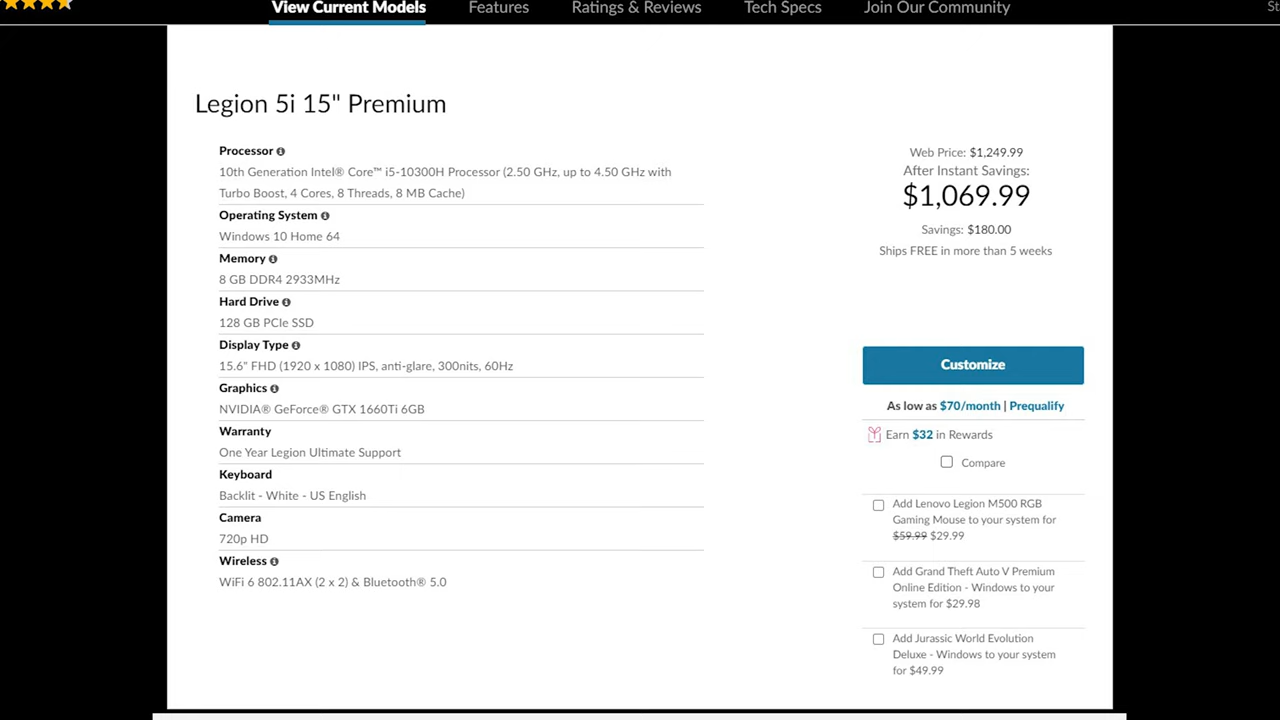 View Current Models Features Ratings & Reviews Tech Specs Join Our Community
Legion 5i 15" Premium
Processor
10th Generation Intel® Core™ i5-10300H Processor (2.50 GHz, up to 4.50 GHz with
Turbo Boost, 4 Cores, 8 Threads, 8 MB Cache)
Operating System
Windows 10 Home 64
Memory
8 GB DDR4 2933MHz
Hard Drive
128 GB PCIe SSD
Display Type
15.6" FHD (1920 x 1080) IPS, anti-glare, 300nits, 60Hz
Graphics
NVIDIA® GeForce® GTX 1660Ti 6GB
Warranty
One Year Legion Ultimate Support
Keyboard
Backlit - White - US English
Camera
720p HD
Wireless
WiFi 6 802.11AX (2 x 2) & Bluetooth® 5.0
Web Price: $1,249.99
After Instant Savings:
$1,069.99
Savings: $180.00
Ships FREE in more than 5 weeks
Customize
As low as $70/month | Prequalify
Earn $32 in Rewards
Compare
Add Lenovo Legion M500 RGB
Gaming Mouse to your system for
$59.99 $29.99
Add Grand Theft Auto V Premium
Online Edition - Windows to your
system for $29.98
Add Jurassic World Evolution
Deluxe - Windows to your system
for $49.99